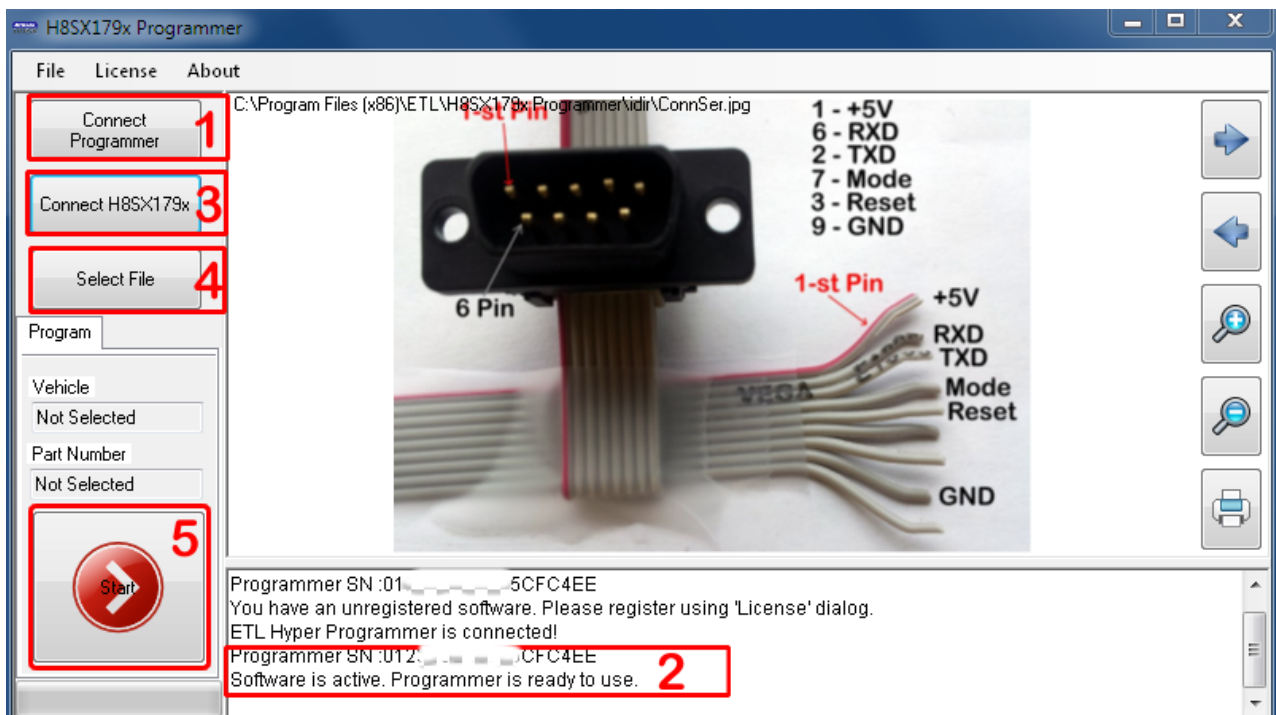 H8SX179x Programmer
File License About
Connect
Programmer
1
Connect H8SX179x
3
Select File
4
Program
Vehicle
Not Selected
Part Number
Not Selected
Start
5
C:\Program Files (x86)\ETL\H8SX179x Programmer\idir\ConnSer.jpg
1-st Pin
1 - +5V
6 - RXD
2 - TXD
7 - Mode
3 - Reset
9 - GND
6 Pin
1-st Pin
+5V
RXD
TXD
VEGA
Mode
Reset
GND
Programmer SN :01 5CFC4EE
You have an unregistered software. Please register using 'License' dialog.
ETL Hyper Programmer is connected!
Programmer SN :012 CFC4EE
Software is active. Programmer is ready to use.
2